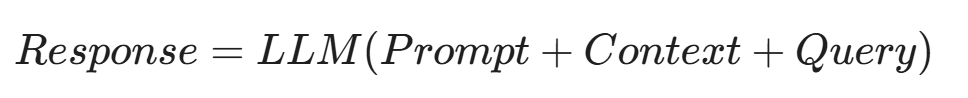 Response = LLM(Prompt + Context + Query)